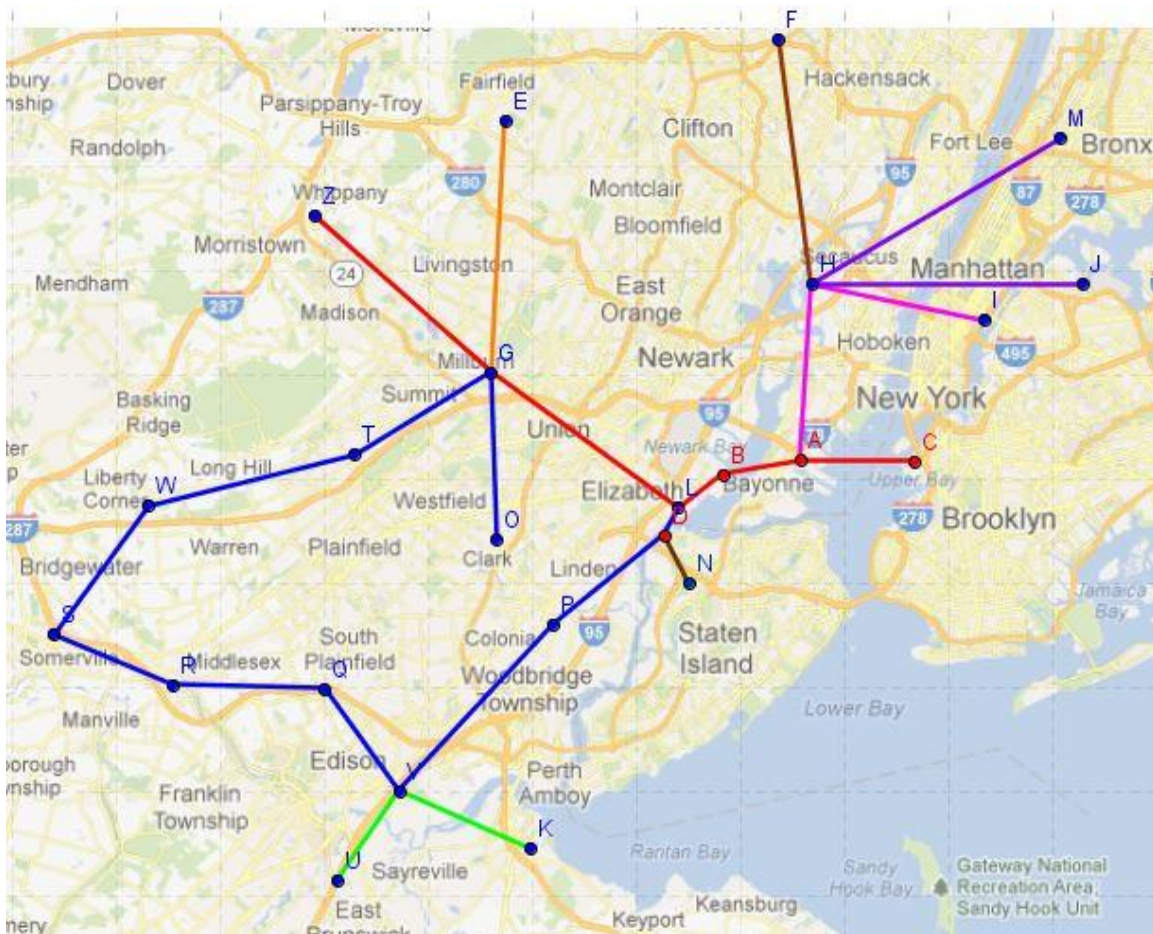 F
Dover
Fairfield
Hackensack
Parsippany-Troy
Hills
E
Clifton
M
Fort Lee
Bronx
Randolph
280
95
Whippany
Montclair
87
278
Z
Bloomfield
Morristown
Secaucus
24
Livingston
H
Manhattan
J
Mendham
East
Orange
287
Madison
I
Hoboken
495
G
Newark
Millburn
Summit
New York
Basking
Ridge
95
Union
T
Newark Bay
A
C
Liberty
Corner
Long Hill
B
Bayonne
Upper Bay
W
Westfield
Elizabeth
L
278
Brooklyn
287
O
D
Warren
Plainfield
Clark
Bridgewater
Linden
N
Jamaica
Bay
S
P
95
Somerville
Middlesex
South
Plainfield
Colonia
Staten
Island
R
Q
Woodbridge
Township
Manville
Lower Bay
Edison
V
Perth
Amboy
Franklin
Township
K
Raritan Bay
U
Sayreville
Sandy
Hook Bay
Gateway National
Recreation Area,
Sandy Hook Unit
East
Keansburg
Keyport